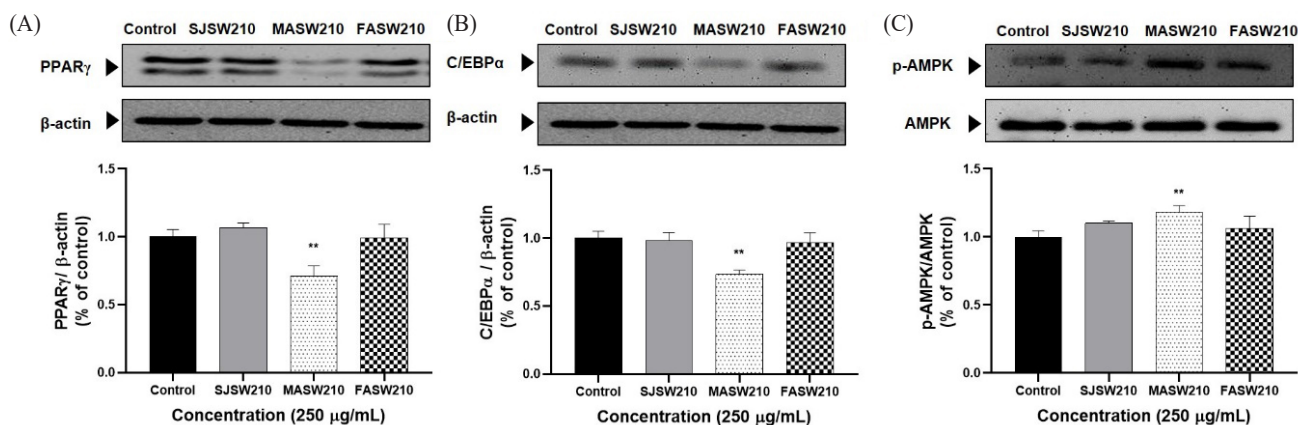 (A)
Control SJSW210 MASW210 FASW210
PPARγ
β-actin
1.5
1.0
0.5
0.0
PPARγ/ β-actin
(% of control)
**
Control SJSW210 MASW210 FASW210
Concentration (250 µg/mL)
(B)
Control SJSW210 MASW210 FASW210
C/EBPα
β-actin
1.5
1.0
0.5
0.0
C/EBPα / β-actin
(% of control)
**
Control SJSW210 MASW210 FASW210
Concentration (250 µg/mL)
(C)
Control SJSW210 MASW210 FASW210
p-AMPK
AMPK
1.5
1.0
0.5
0.0
p-AMPK/AMPK
(% of control)
**
Control SJSW210 MASW210 FASW210
Concentration (250 µg/mL)